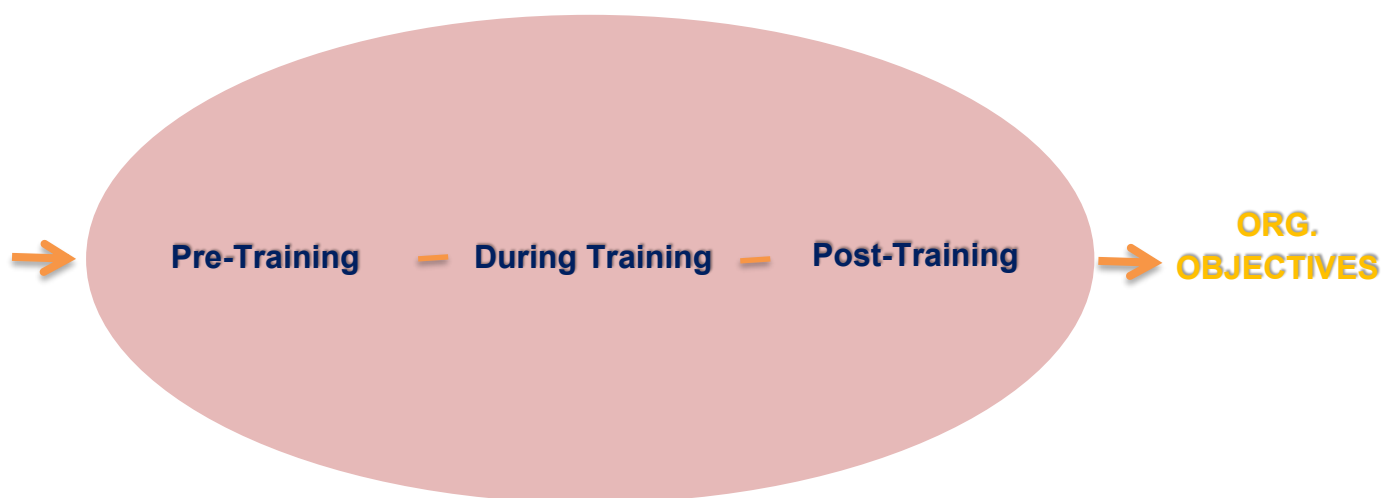 Pre-Training
During Training
Post-Training
ORG.
OBJECTIVES